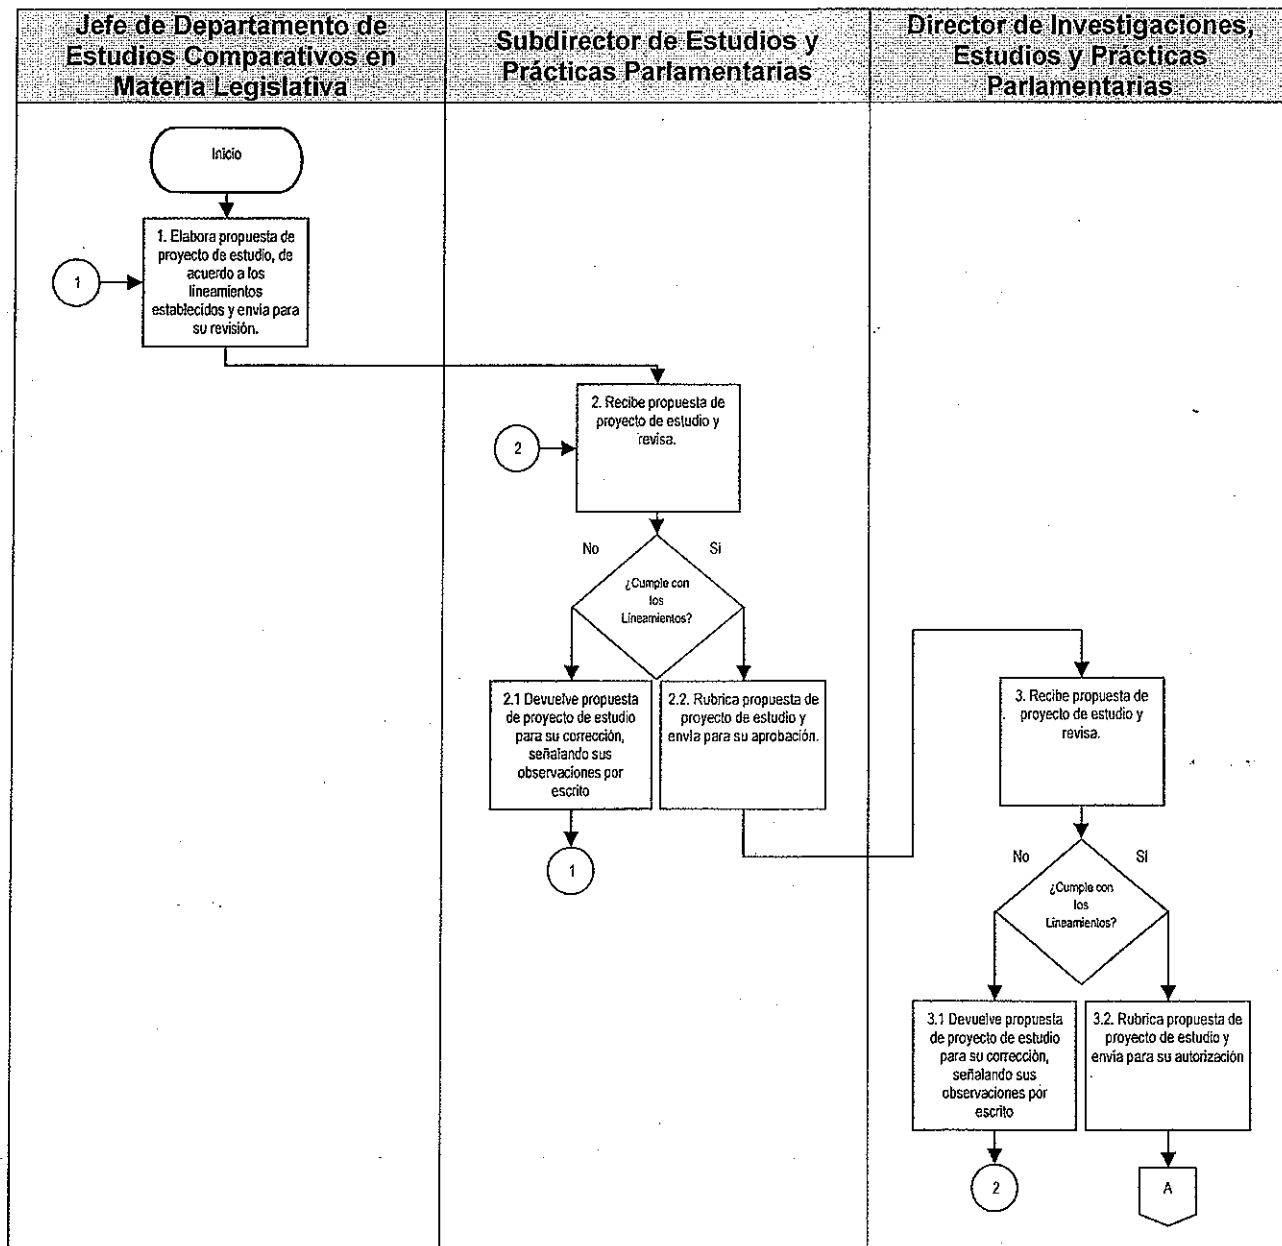 Jefe de Departamento de
Estudios Comparativos en
Materia Legislativa
Subdirector de Estudios y
Prácticas Parlamentarias
Director de Investigaciones,
Estudios y Prácticas
Parlamentarias
Inicio
1. Elabora propuesta de
proyecto de estudio, de
acuerdo a los
lineamientos
establecidos y envia para
su revisión.
1
2. Recibe propuesta de
proyecto de estudio y
revisa.
2
No
Si
¿Cumple con
los
Lineamientos?
2.1 Devuelve propuesta
de proyecto de estudio
para su corrección,
señalando sus
observaciones por
escrito
2.2. Rubrica propuesta de
proyecto de estudio y
envia para su aprobación.
1
3. Recibe propuesta de
proyecto de estudio y
revisa.
No
Si
¿Cumple con
los
Lineamientos?
3.1 Devuelve propuesta
de proyecto de estudio
para su corrección,
señalando sus
observaciones por
escrito
3.2. Rubrica propuesta de
proyecto de estudio y
envia para su autorización
2
A